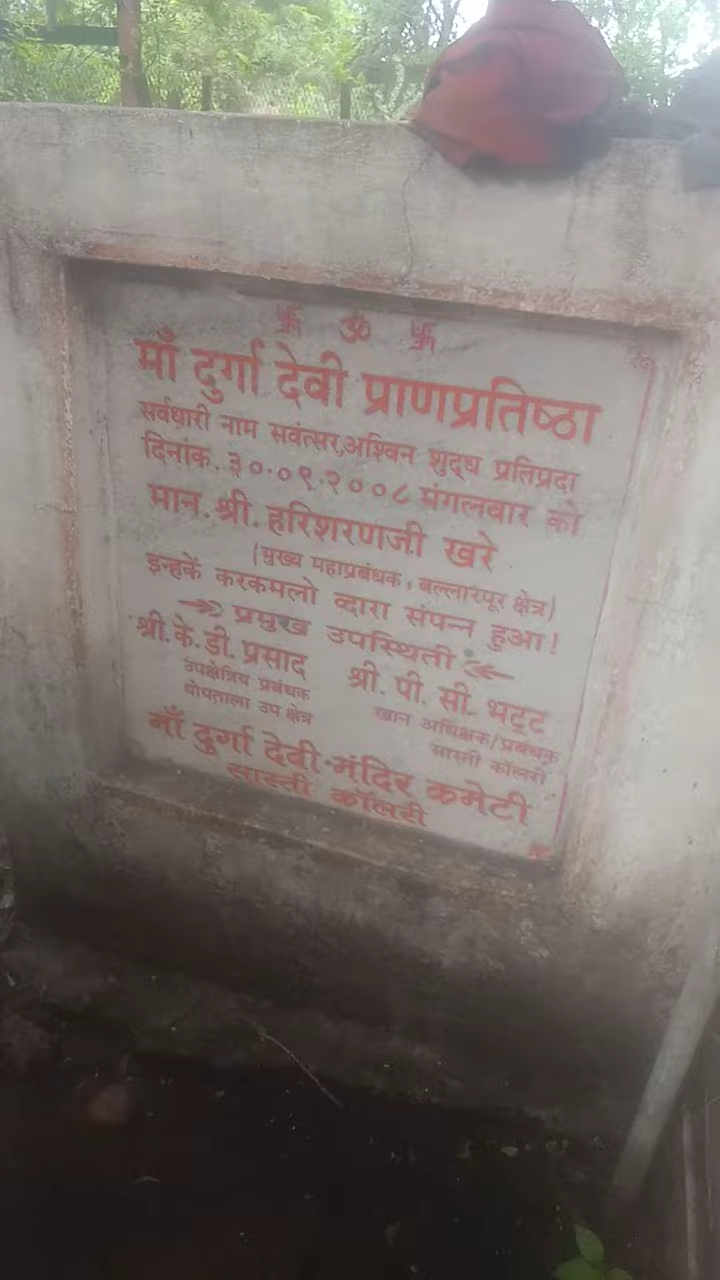 卐 ॐ 卐
माँ दुर्गा देवी प्राणप्रतिष्ठा
सर्वधारी नाम सवंत्सर,अश्विन शुद्ध प्रतिप्रदा
दिनांक. ३०.०९.२००८ मंगलवार को
मान. श्री. हरिशरणजी खरे
(मुख्य महाप्रबंधक, बल्लारपूर क्षेत्र)
इन्हकें करकमलो व्दारा संपन्न हुआ!
प्रमुख उपस्थिती
श्री. के. डी. प्रसाद
उपक्षेत्रिय प्रबंधक
धोपताला उप क्षेत्र
श्री. पी. सी. भट्ट
खान अधिक्षक/प्रबंधक
सास्ती कॉलरी
माँ दुर्गा देवी मंदिर कमेटी
सास्ती कॉलरी